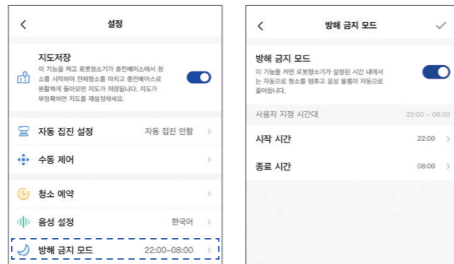 설정
지도저장
이 기능을 켜고 로봇청소기가 충전베이스에서 청
소를 시작하여 전체청소를 마치고 충전베이스로
원활하게 돌아오면 지도가 저장됩니다. 지도가
부정확하면 지도를 재설정하세요.
자동 집진 설정 자동 집진 안함
수동 제어
청소 예약
음성 설정 한국어
방해 금지 모드 22:00–08:00
방해 금지 모드
방해 금지 모드
이 기능을 켜면 로봇청소기가 설정된 시간 내에서
는 자동으로 청소를 멈추고 음성 볼륨이 자동으로
줄어듭니다.
사용자 지정 시간대 22:00 – 08:00
시작 시간 22:00
종료 시간 08:00